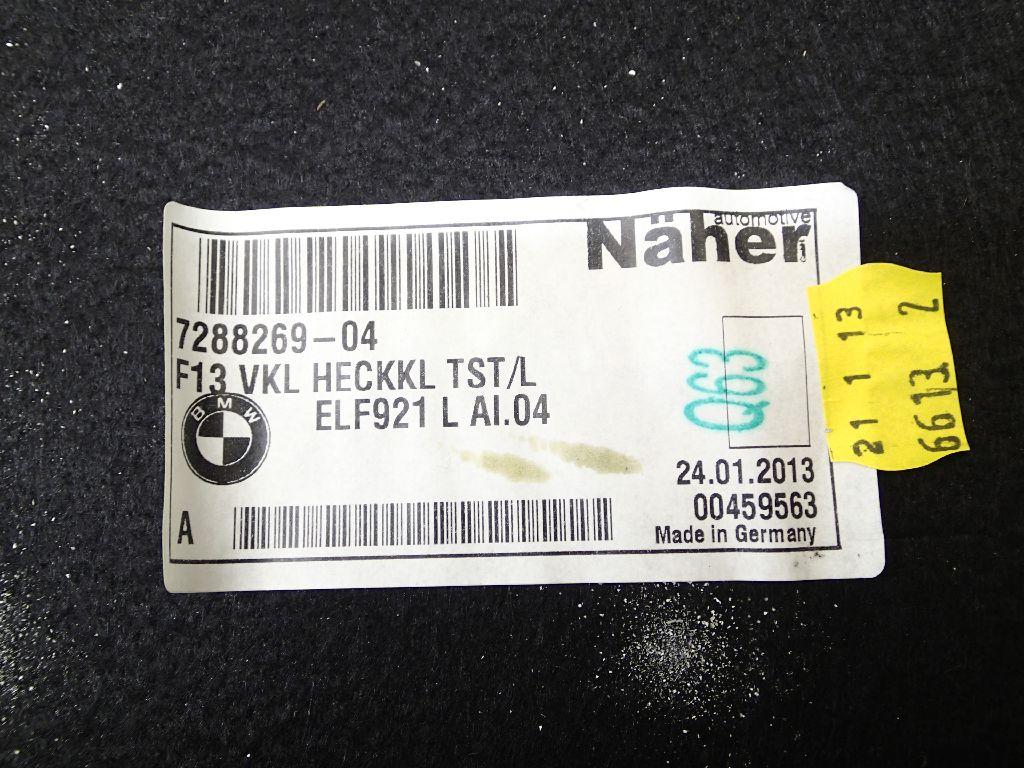 automotive
Näher
7288269-04
F13 VKL HECKKL TST/L
ELF921 L AI.04
BMW
Q63
24.01.2013
00459563
A
Made in Germany
21 1 13
6613 2